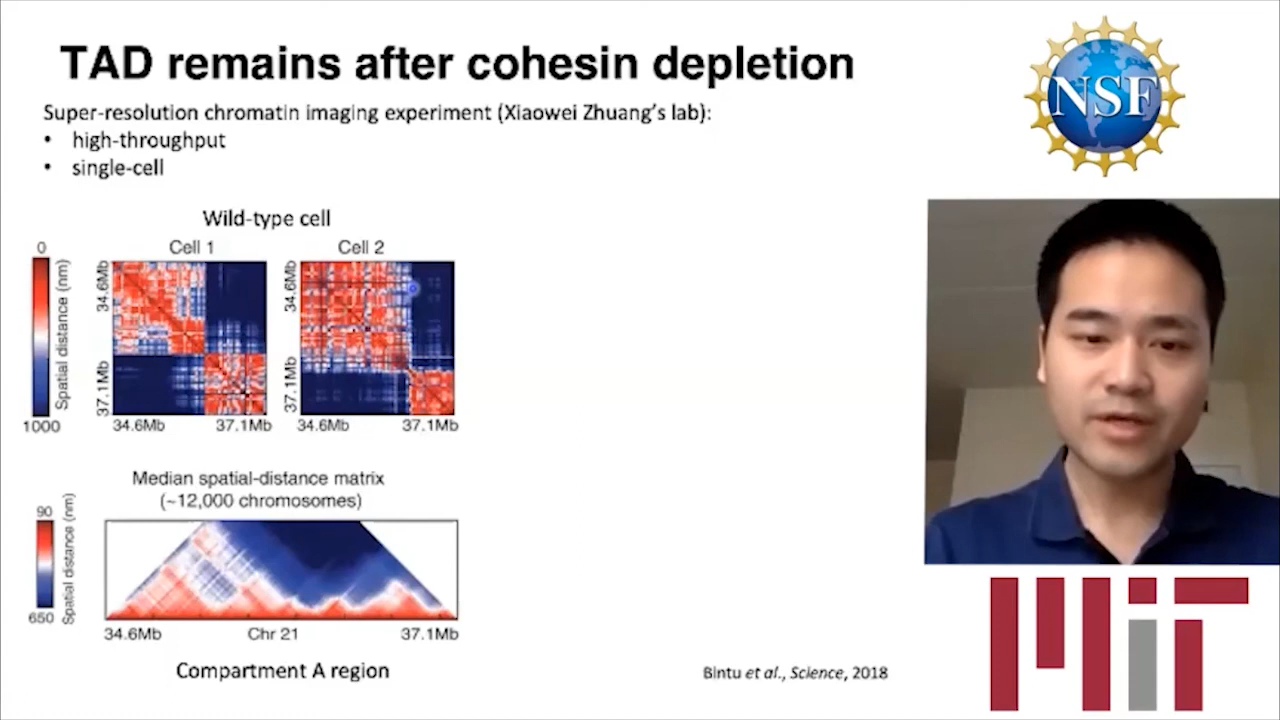 TAD remains after cohesin depletion
Super-resolution chromatin imaging experiment (Xiaowei Zhuang's lab):
• high-throughput
• single-cell
NSF
Wild-type cell
Cell 1
Cell 2
0
Spatial distance (nm)
1000
34.6Mb
37.1Mb
34.6Mb
37.1Mb
34.6Mb
37.1Mb
34.6Mb
37.1Mb
Median spatial-distance matrix
(~12,000 chromosomes)
90
Spatial distance (nm)
650
34.6Mb
Chr 21
37.1Mb
Compartment A region
Bintu et al., Science, 2018
MIT